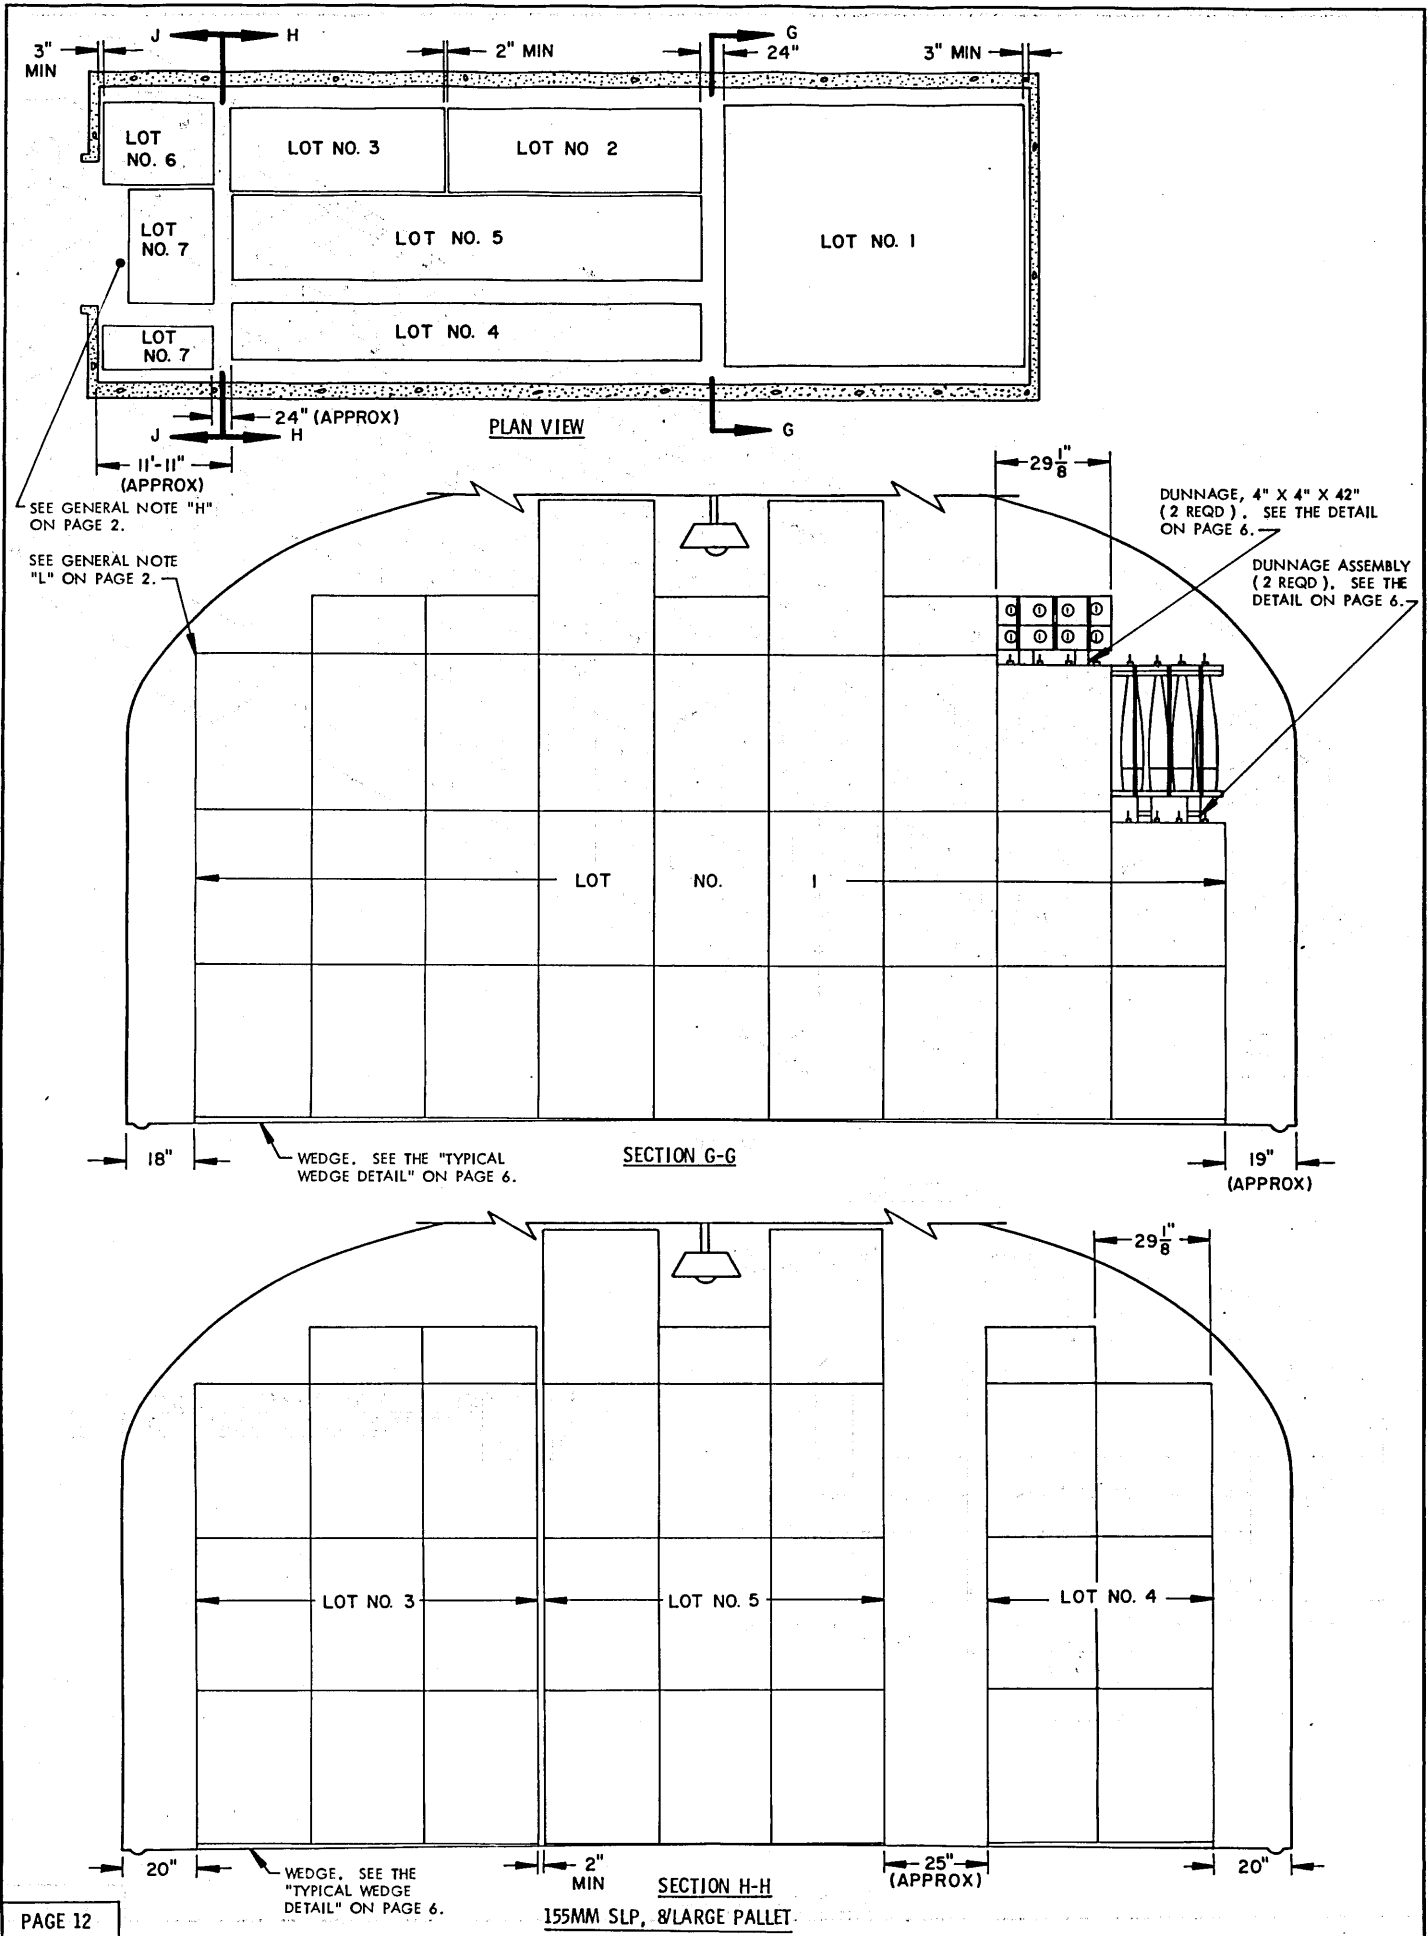 J H G
3" MIN
2" MIN
24"
3" MIN
LOT NO. 6
LOT NO. 3
LOT NO 2
LOT NO. 7
LOT NO. 5
LOT NO. 1
LOT NO. 4
LOT NO. 7
24" (APPROX)
J H
PLAN VIEW
G
11'-11" (APPROX)
SEE GENERAL NOTE "H"
ON PAGE 2.
SEE GENERAL NOTE
"L" ON PAGE 2.
29 1/8"
DUNNAGE, 4" X 4" X 42"
(2 REQD). SEE THE DETAIL
ON PAGE 6.
DUNNAGE ASSEMBLY
(2 REQD). SEE THE
DETAIL ON PAGE 6.
LOT NO. 1
18"
WEDGE. SEE THE "TYPICAL
WEDGE DETAIL" ON PAGE 6.
SECTION G-G
19"
(APPROX)
29 1/8"
LOT NO. 3
LOT NO. 5
LOT NO. 4
20"
WEDGE. SEE THE
"TYPICAL WEDGE
DETAIL" ON PAGE 6.
2"
MIN
25"
(APPROX)
20"
SECTION H-H
155MM SLP, 8/LARGE PALLET
PAGE 12